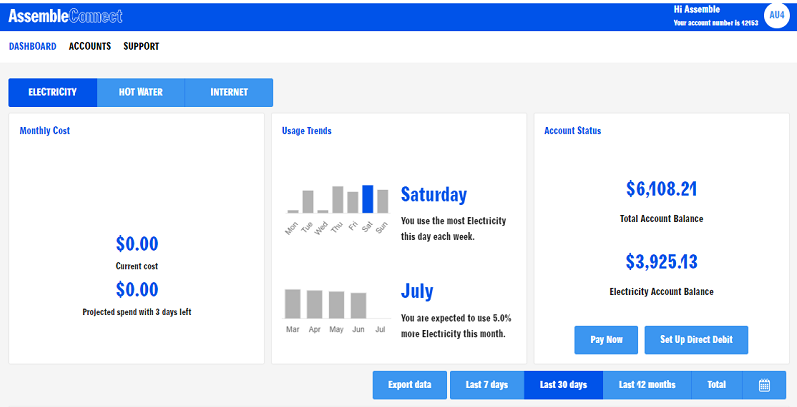 AssembleConnect
Hi Assemble
Your account number is 12153
AU4
DASHBOARD ACCOUNTS SUPPORT
ELECTRICITY HOT WATER INTERNET
Monthly Cost
$0.00
Current cost
$0.00
Projected spend with 3 days left
Usage Trends
Mon Tue Wed Thu Fri Sat Sun
Saturday
You use the most Electricity
this day each week.
Mar Apr May Jun Jul
July
You are expected to use 5.0%
more Electricity this month.
Account Status
$6,108.21
Total Account Balance
$3,925.13
Electricity Account Balance
Pay Now Set Up Direct Debit
Export data Last 7 days Last 30 days Last 12 months Total